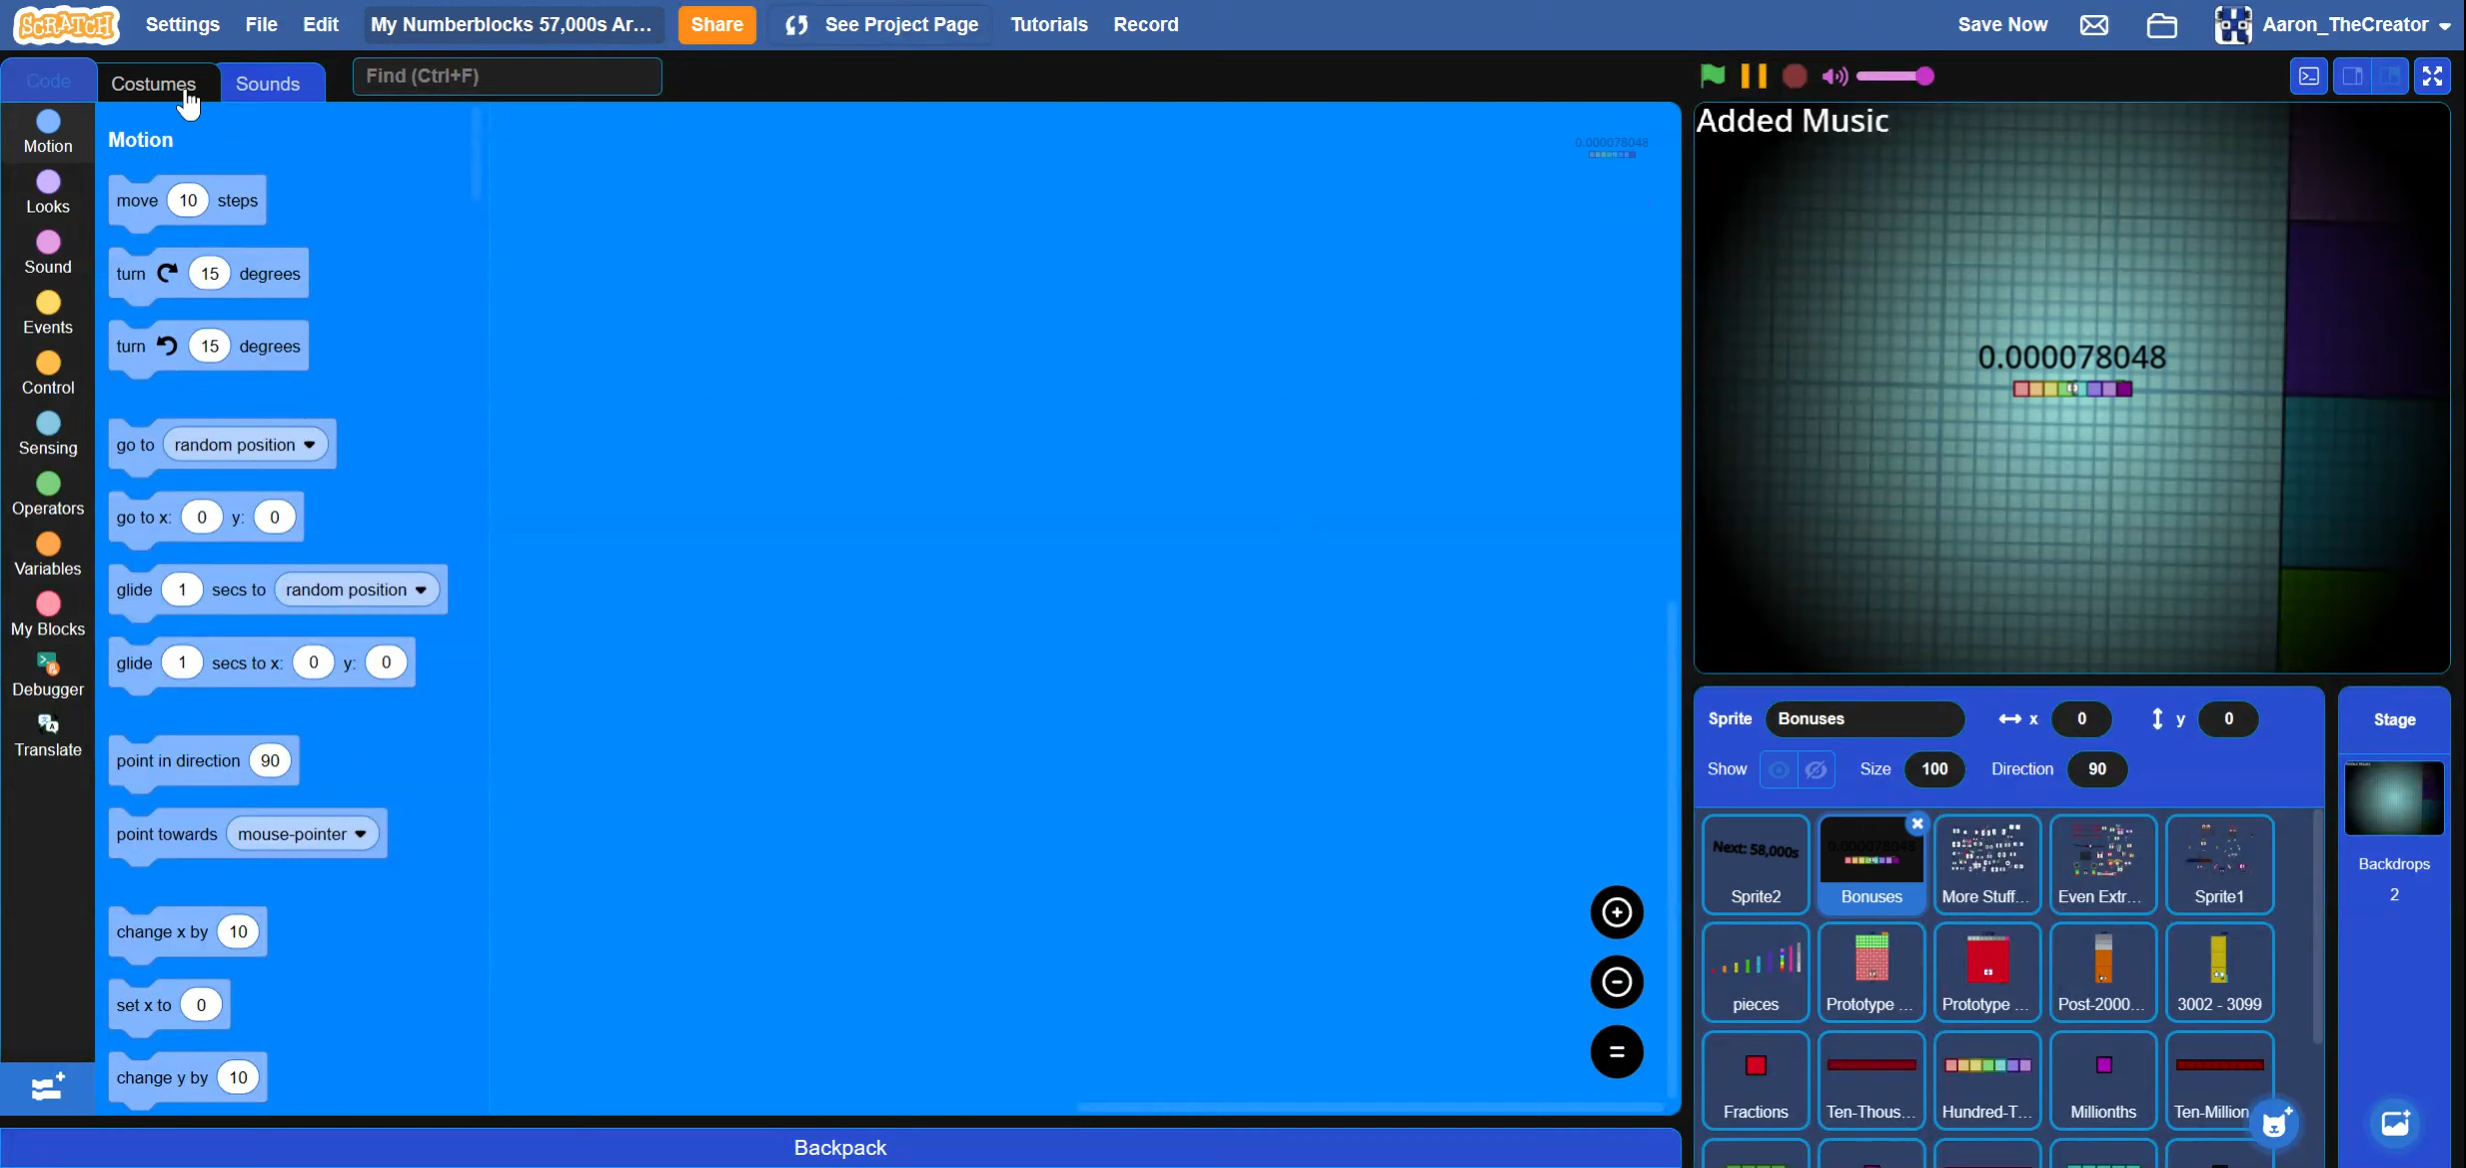 SCRATCH Settings File Edit My Numberblocks 57,000s Ar... Share See Project Page Tutorials Record Save Now Aaron_TheCreator
Code Costumes Sounds Find (Ctrl+F)
Motion
Looks
Sound
Events
Control
Sensing
Operators
Variables
My Blocks
Debugger
Translate
Motion
move 10 steps
turn 15 degrees
turn 15 degrees
go to random position
go to x: 0 y: 0
glide 1 secs to random position
glide 1 secs to x: 0 y: 0
point in direction 90
point towards mouse-pointer
change x by 10
set x to 0
change y by 10
0.000078048
Backpack
Added Music
0.000078048
Sprite Bonuses x 0 y 0
Show Size 100 Direction 90
Next: 58,000s
0.000078048
Sprite2 Bonuses More Stuff... Even Extr... Sprite1
pieces Prototype ... Prototype ... Post-2000... 3002 - 3099
Fractions Ten-Thous... Hundred-T... Millionths Ten-Million
Stage
Added Music
Backdrops
2